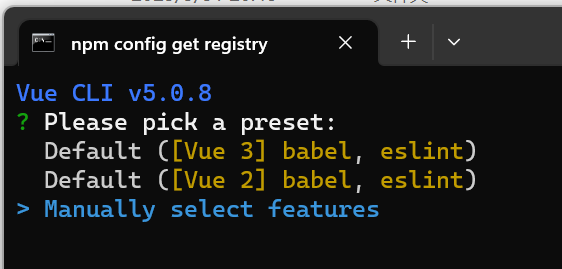 npm config get registry
Vue CLI v5.0.8
? Please pick a preset:
Default ([Vue 3] babel, eslint)
Default ([Vue 2] babel, eslint)
> Manually select features